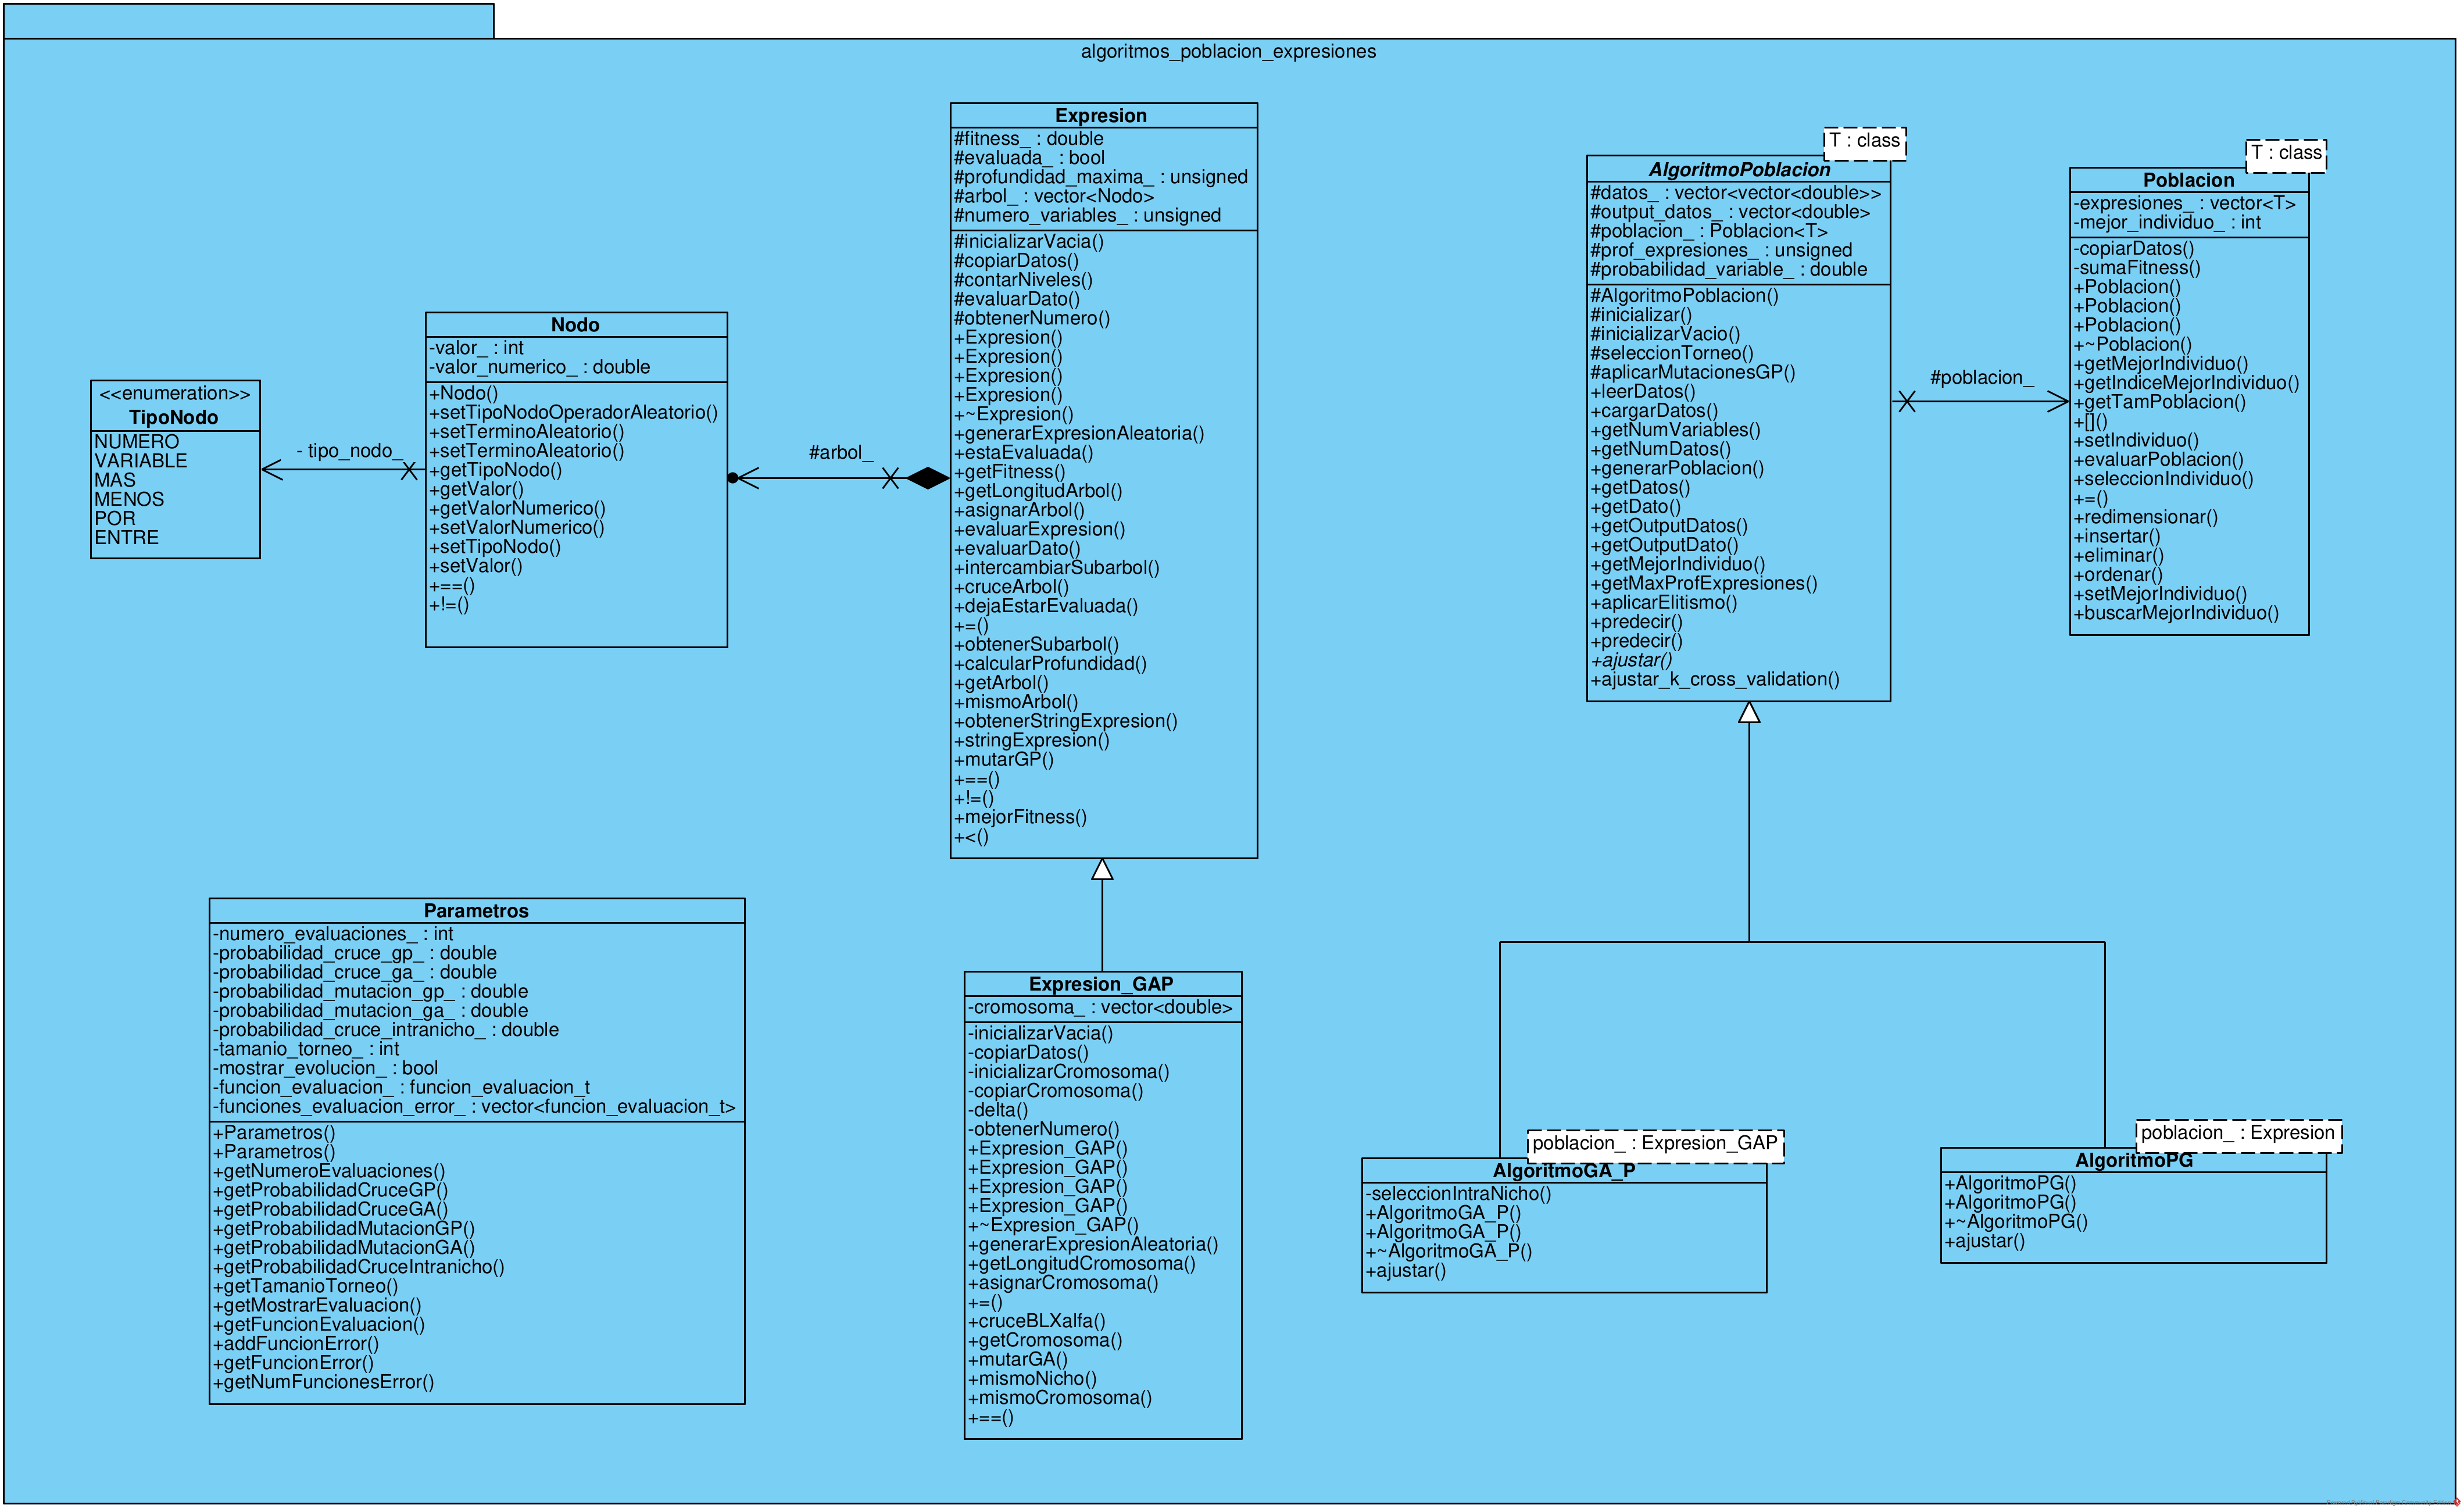 algoritmos_poblacion_expresiones
<<enumeration>>
TipoNodo
NUMERO
VARIABLE
MAS
MENOS
POR
ENTRE
- tipo_nodo_
Nodo
-valor_ : int
-valor_numerico_ : double
+Nodo()
+setTipoNodoOperadorAleatorio()
+setTerminoAleatorio()
+setTerminoAleatorio()
+getTipoNodo()
+getValor()
+getValorNumerico()
+setValorNumerico()
+setTipoNodo()
+setValor()
+==()
+!=()
#arbol_
Expresion
#fitness_ : double
#evaluada_ : bool
#profundidad_maxima_ : unsigned
#arbol_ : vector<Nodo>
#numero_variables_ : unsigned
#inicializarVacia()
#copiarDatos()
#contarNiveles()
#evaluarDato()
#obtenerNumero()
+Expresion()
+Expresion()
+Expresion()
+Expresion()
+~Expresion()
+generarExpresionAleatoria()
+estaEvaluada()
+getFitness()
+getLongitudArbol()
+asignarArbol()
+evaluarExpresion()
+evaluarDato()
+intercambiarSubarbol()
+cruceArbol()
+dejaEstarEvaluada()
+=()
+obtenerSubarbol()
+calcularProfundidad()
+getArbol()
+mismoArbol()
+obtenerStringExpresion()
+stringExpresion()
+mutarGP()
+==()
+!=()
+mejorFitness()
+<()
T : class
AlgoritmoPoblacion
#datos_ : vector<vector<double>>
#output_datos_ : vector<double>
#poblacion_ : Poblacion<T>
#prof_expresiones_ : unsigned
#probabilidad_variable_ : double
#AlgoritmoPoblacion()
#inicializar()
#inicializarVacio()
#seleccionTorneo()
#aplicarMutacionesGP()
+leerDatos()
+cargarDatos()
+getNumVariables()
+getNumDatos()
+generarPoblacion()
+getDatos()
+getDato()
+getOutputDatos()
+getOutputDato()
+getMejorIndividuo()
+getMaxProfExpresiones()
+aplicarElitismo()
+predecir()
+predecir()
+ajustar()
+ajustar_k_cross_validation()
#poblacion_
T : class
Poblacion
-expresiones_ : vector<T>
-mejor_individuo_ : int
-copiarDatos()
-sumaFitness()
+Poblacion()
+Poblacion()
+Poblacion()
+~Poblacion()
+getMejorIndividuo()
+getIndiceMejorIndividuo()
+getTamPoblacion()
+[]()
+setIndividuo()
+evaluarPoblacion()
+seleccionIndividuo()
+=()
+redimensionar()
+insertar()
+eliminar()
+ordenar()
+setMejorIndividuo()
+buscarMejorIndividuo()
Parametros
-numero_evaluaciones_ : int
-probabilidad_cruce_gp_ : double
-probabilidad_cruce_ga_ : double
-probabilidad_mutacion_gp_ : double
-probabilidad_mutacion_ga_ : double
-probabilidad_cruce_intranicho_ : double
-tamanio_torneo_ : int
-mostrar_evolucion_ : bool
-funcion_evaluacion_ : funcion_evaluacion_t
-funciones_evaluacion_error_ : vector<funcion_evaluacion_t>
+Parametros()
+Parametros()
+getNumeroEvaluaciones()
+getProbabilidadCruceGP()
+getProbabilidadCruceGA()
+getProbabilidadMutacionGP()
+getProbabilidadMutacionGA()
+getProbabilidadCruceIntranicho()
+getTamanioTorneo()
+getMostrarEvaluacion()
+getFuncionEvaluacion()
+addFuncionError()
+getFuncionError()
+getNumFuncionesError()
Expresion_GAP
-cromosoma_ : vector<double>
-inicializarVacia()
-copiarDatos()
-inicializarCromosoma()
-copiarCromosoma()
-delta()
-obtenerNumero()
+Expresion_GAP()
+Expresion_GAP()
+Expresion_GAP()
+Expresion_GAP()
+~Expresion_GAP()
+generarExpresionAleatoria()
+getLongitudCromosoma()
+asignarCromosoma()
+=()
+cruceBLXalfa()
+getCromosoma()
+mutarGA()
+mismoNicho()
+mismoCromosoma()
+==()
poblacion_ : Expresion_GAP
AlgoritmoGA_P
-seleccionIntraNicho()
+AlgoritmoGA_P()
+AlgoritmoGA_P()
+~AlgoritmoGA_P()
+ajustar()
poblacion_ : Expresion
AlgoritmoPG
+AlgoritmoPG()
+AlgoritmoPG()
+~AlgoritmoPG()
+ajustar()